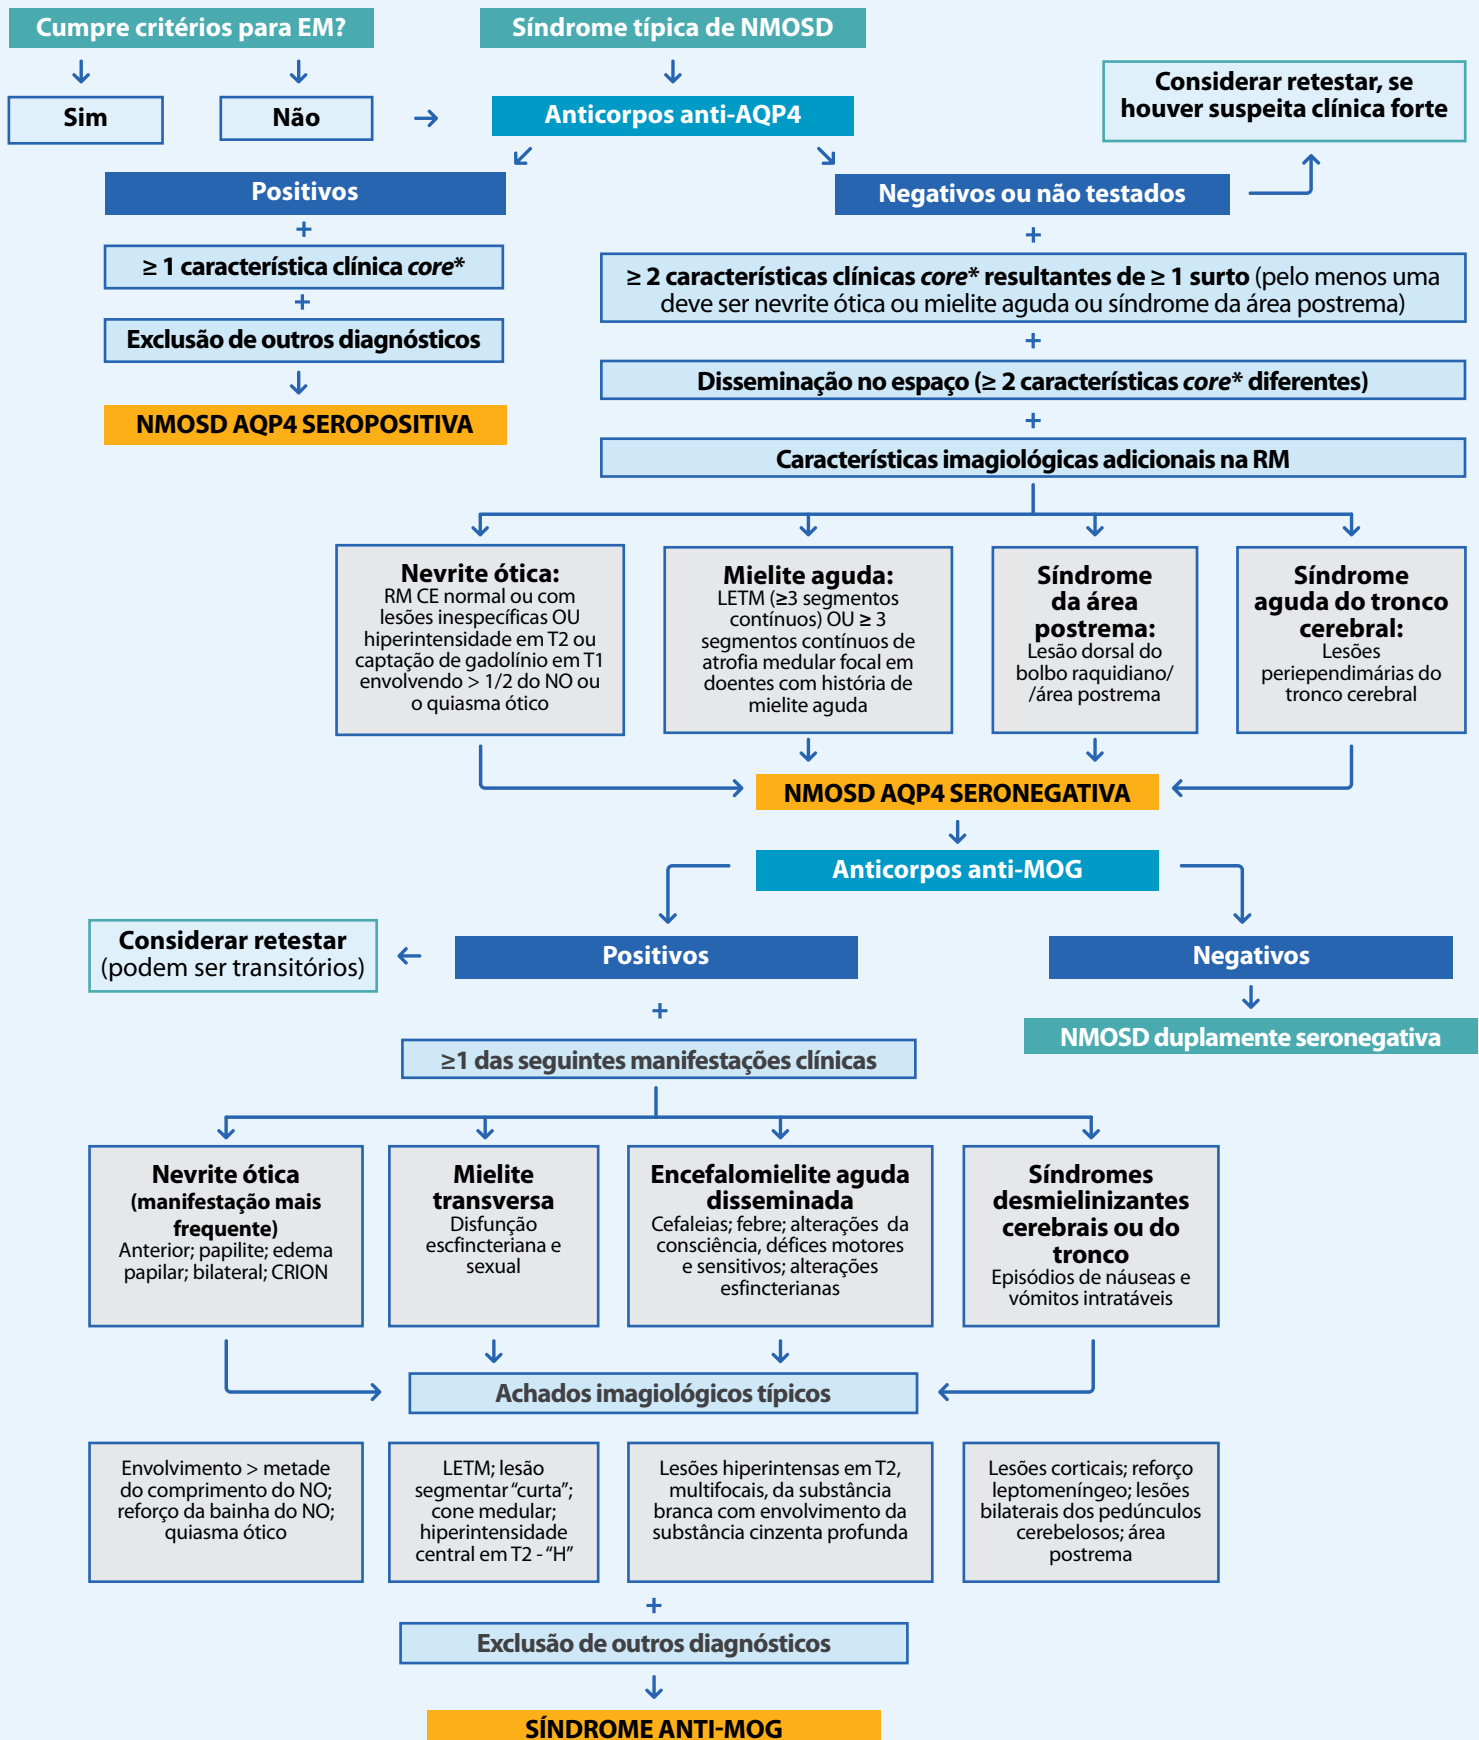 Cumpre critérios para EM?
Síndrome típica de NMOSD
Sim
Não
Anticorpos anti-AQP4
Considerar retestar, se
houver suspeita clínica forte
Positivos
+
≥ 1 característica clínica core*
+
Exclusão de outros diagnósticos
NMOSD AQP4 SEROPOSITIVA
Negativos ou não testados
+
≥ 2 características clínicas core* resultantes de ≥ 1 surto (pelo menos uma
deve ser nevrite ótica ou mielite aguda ou síndrome da área postrema)
+
Disseminação no espaço (≥ 2 características core* diferentes)
+
Características imagiológicas adicionais na RM
Nevrite ótica:
RM CE normal ou com
lesões inespecíficas OU
hiperintensidade em T2 ou
captação de gadolínio em T1
envolvendo > 1/2 do NO ou
o quiasma ótico
Mielite aguda:
LETM (≥3 segmentos
contínuos) OU ≥ 3
segmentos contínuos de
atrofia medular focal em
doentes com história de
mielite aguda
Síndrome
da área
postrema:
Lesão dorsal do
bolbo raquidiano/
/área postrema
Síndrome
aguda do tronco
cerebral:
Lesões
periependimárias do
tronco cerebral
NMOSD AQP4 SERONEGATIVA
Anticorpos anti-MOG
Considerar retestar
(podem ser transitórios)
Positivos
Negativos
+
NMOSD duplamente seronegativa
≥1 das seguintes manifestações clínicas
Nevrite ótica
(manifestação mais
frequente)
Anterior; papilite; edema
papilar; bilateral; CRION
Mielite
transversa
Disfunção
escfincteriana e
sexual
Encefalomielite aguda
disseminada
Cefaleias; febre; alterações da
consciência, défices motores
e sensitivos; alterações
esfincterianas
Síndromes
desmielinizantes
cerebrais ou do
tronco
Episódios de náuseas e
vómitos intratáveis
Achados imagiológicos típicos
Envolvimento > metade
do comprimento do NO;
reforço da bainha do NO;
quiasma ótico
LETM; lesão
segmentar “curta”;
cone medular;
hiperintensidade
central em T2 - “H”
Lesões hiperintensas em T2,
multifocais, da substância
branca com envolvimento da
substância cinzenta profunda
Lesões corticais; reforço
leptomeníngeo; lesões
bilaterais dos pedúnculos
cerebelosos; área
postrema
+
Exclusão de outros diagnósticos
SÍNDROME ANTI-MOG